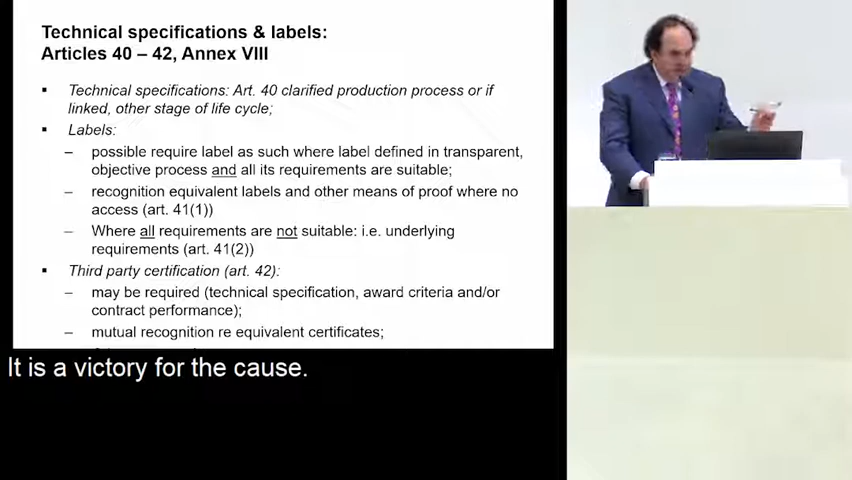 Technical specifications & labels:
Articles 40 – 42, Annex VIII
▪ Technical specifications: Art. 40 clarified production process or if
linked, other stage of life cycle;
▪ Labels:
– possible require label as such where label defined in transparent,
objective process and all its requirements are suitable;
– recognition equivalent labels and other means of proof where no
access (art. 41(1))
– Where all requirements are not suitable: i.e. underlying
requirements (art. 41(2))
▪ Third party certification (art. 42):
– may be required (technical specification, award criteria and/or
contract performance);
– mutual recognition re equivalent certificates;
It is a victory for the cause.